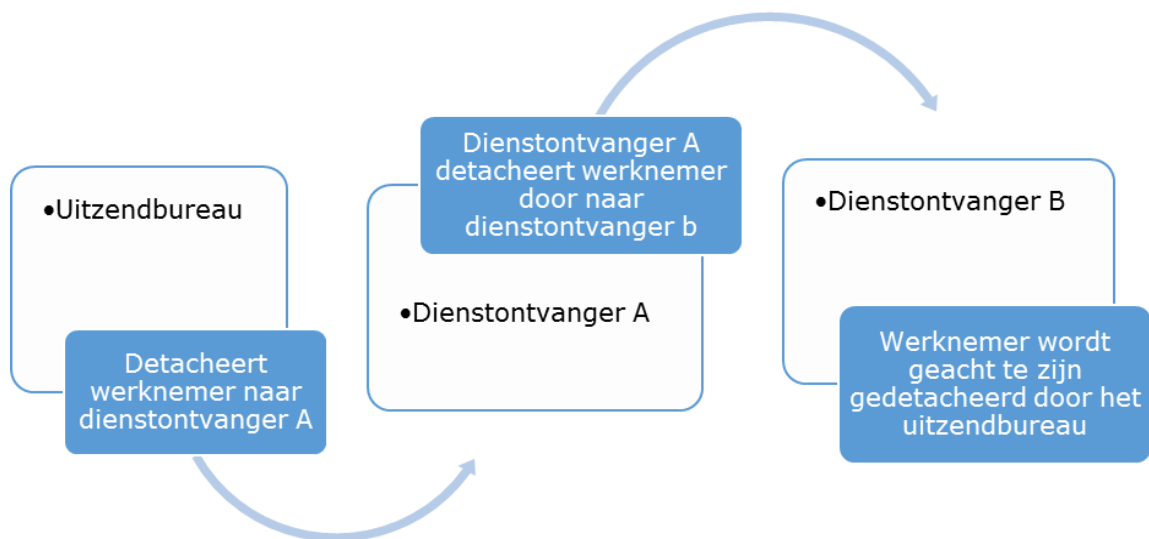 •Uitzendbureau
Detacheert
werknemer naar
dienstontvanger A
Dienstontvanger A
detacheert werknemer
door naar
dienstontvanger b
•Dienstontvanger A
•Dienstontvanger B
Werknemer wordt
geacht te zijn
gedetacheerd door het
uitzendbureau